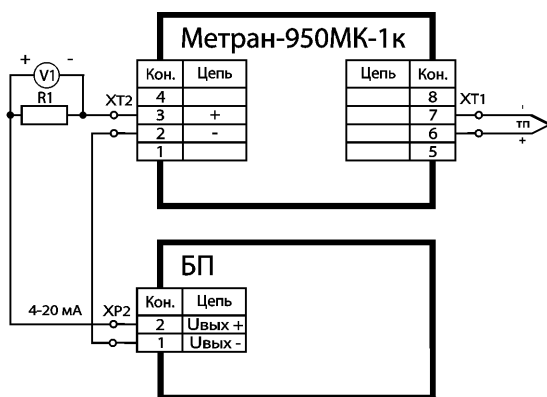 Метран-950МК-1к
+ V1 -
R1
XT2
Кон. Цепь
4
3 +
2 -
1
Цепь Кон.
8
7
6
5
XT1
-
ТП
+
БП
4-20 мА
XP2
Кон. Цепь
2 Uвых +
1 Uвых -